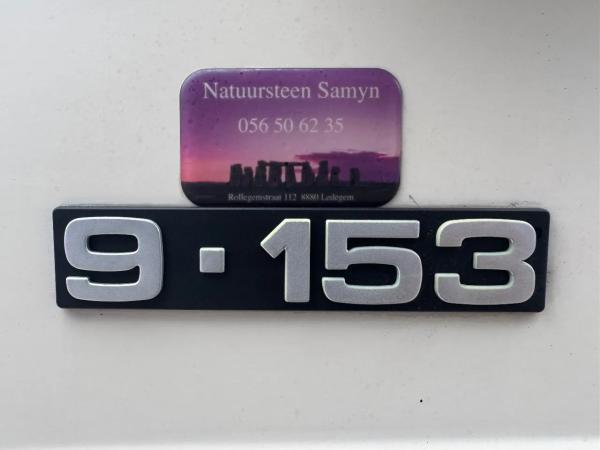 Natuursteen Samyn
056 50 62 35
Rollegemstraat 112 8880 Ledegem
9·153